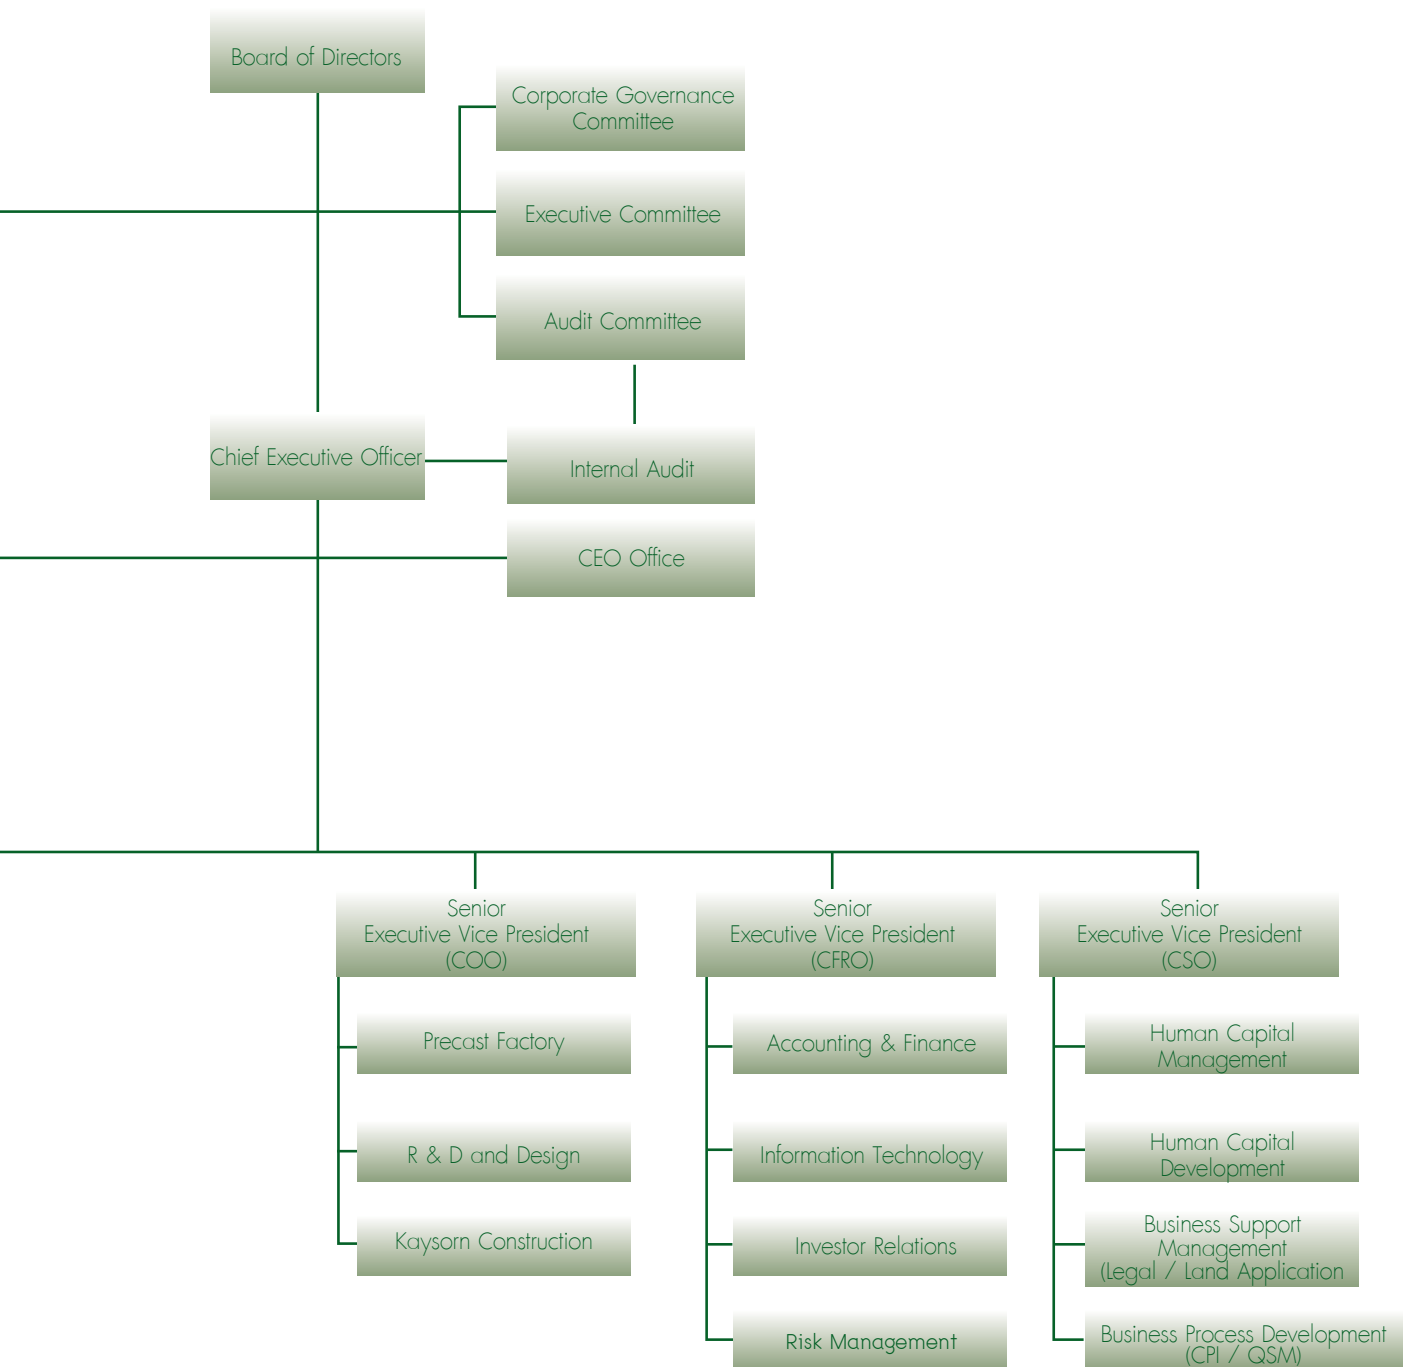 Board of Directors
Corporate Governance
Committee
Executive Committee
Audit Committee
Chief Executive Officer
Internal Audit
CEO Office
Senior
Executive Vice President
(COO)
Precast Factory
R & D and Design
Kaysorn Construction
Senior
Executive Vice President
(CFRO)
Accounting & Finance
Information Technology
Investor Relations
Risk Management
Senior
Executive Vice President
(CSO)
Human Capital
Management
Human Capital
Development
Business Support
Management
(Legal / Land Application
Business Process Development
(CPI / QSM)